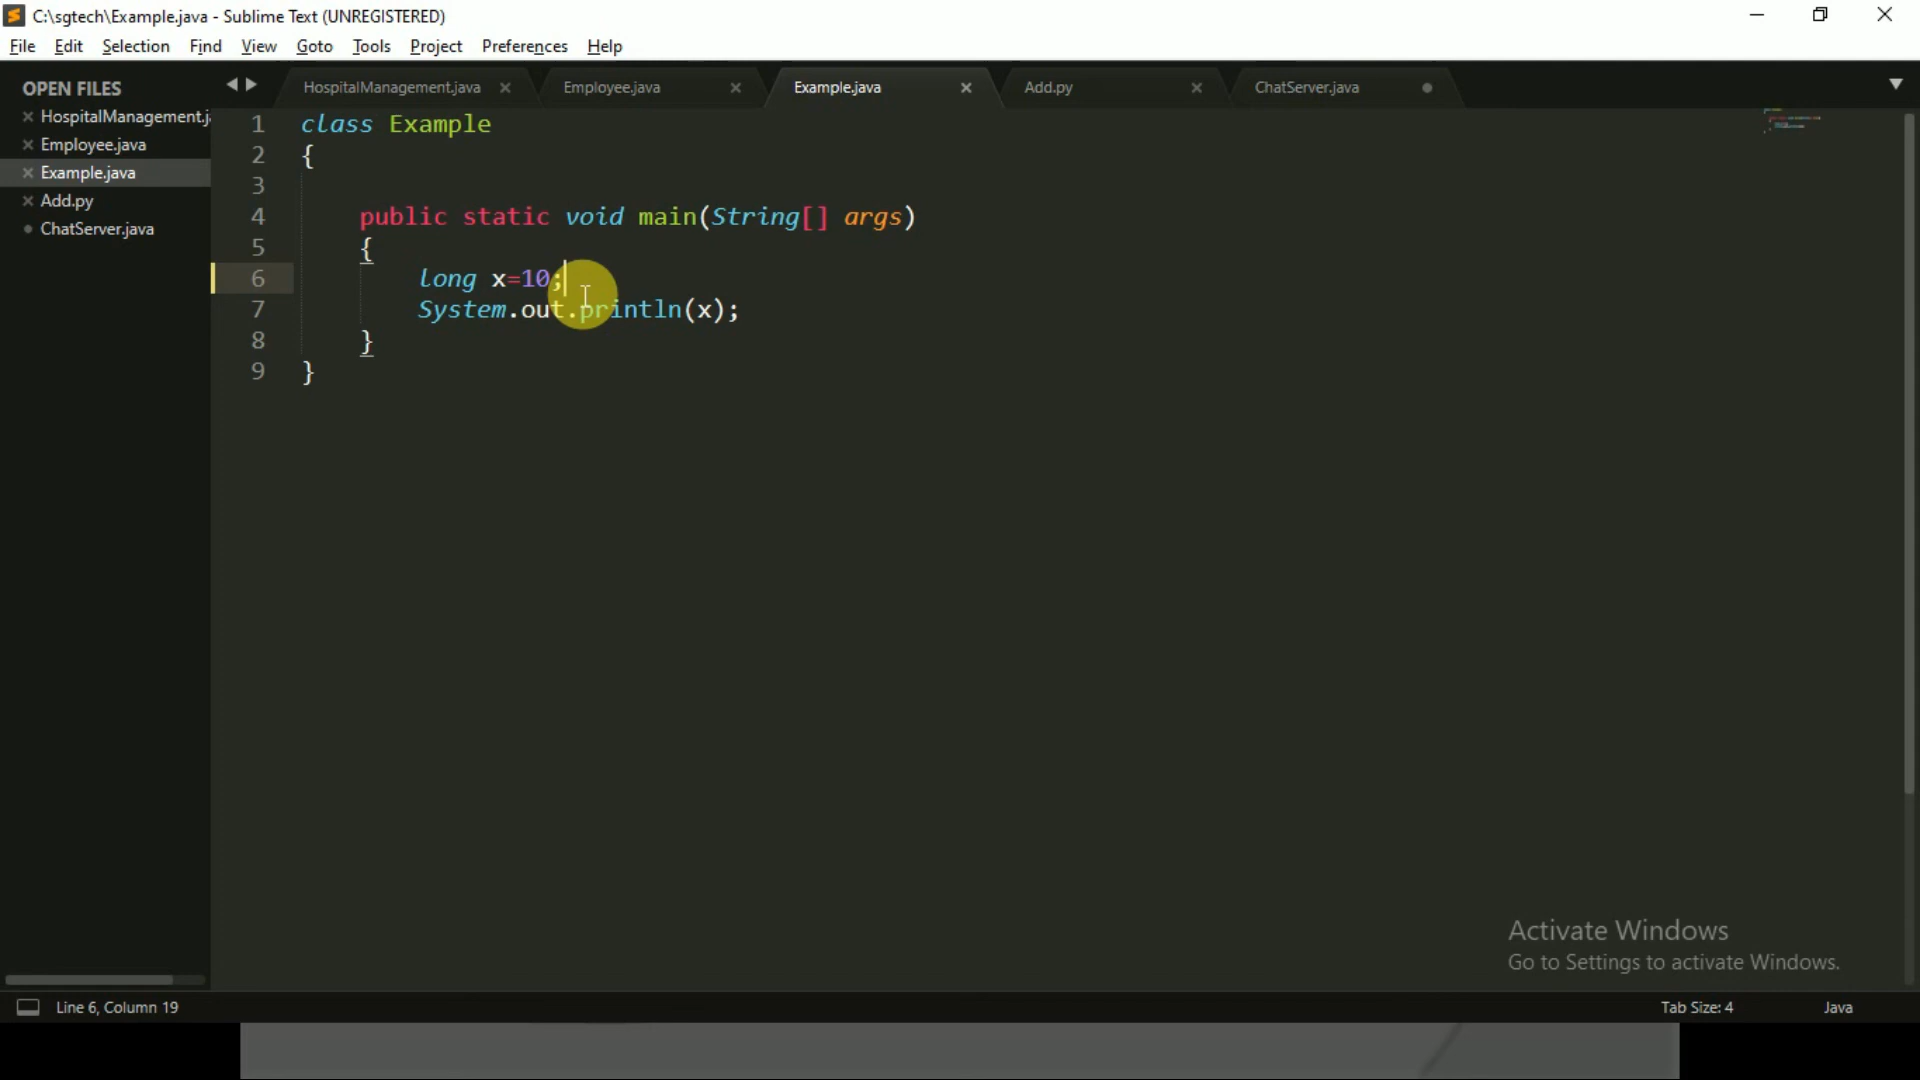 C:\sgtech\Example.java - Sublime Text (UNREGISTERED)
File Edit Selection Find View Goto Tools Project Preferences Help
OPEN FILES
HospitalManagement.ja
Employee.java
Example.java
Add.py
ChatServer.java
HospitalManagement.java Employee.java Example.java Add.py ChatServer.java
1 class Example
2 {
3
4 public static void main(String[] args)
5 {
6 long x=10;
7 System.out.println(x);
8 }
9 }
Activate Windows
Go to Settings to activate Windows.
Line 6, Column 19
Tab Size: 4
Java